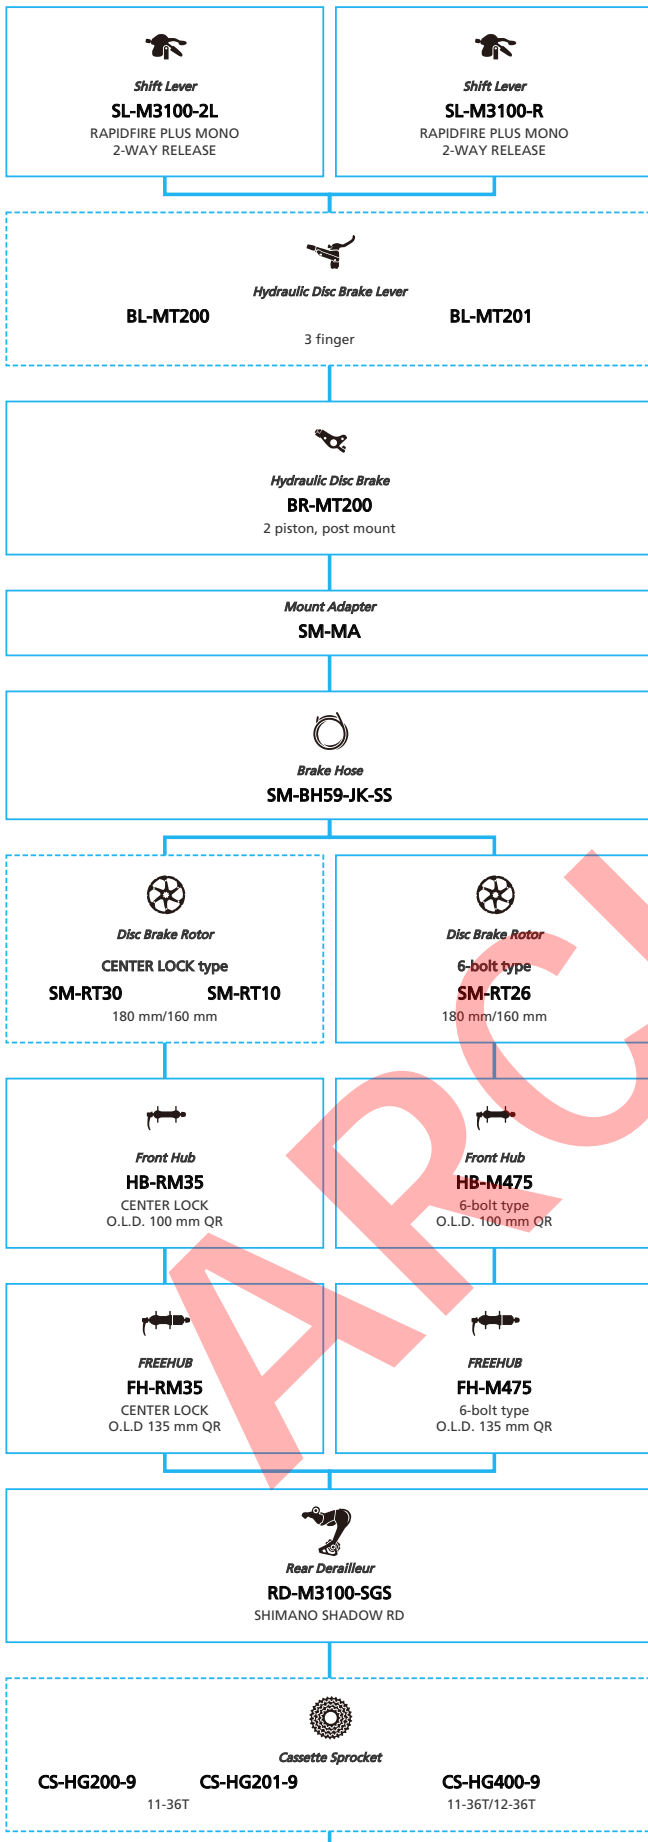 Shift Lever
SL-M3100-2L
RAPIDFIRE PLUS MONO
2-WAY RELEASE
Shift Lever
SL-M3100-R
RAPIDFIRE PLUS MONO
2-WAY RELEASE
Hydraulic Disc Brake Lever
BL-MT200 BL-MT201
3 finger
Hydraulic Disc Brake
BR-MT200
2 piston, post mount
Mount Adapter
SM-MA
Brake Hose
SM-BH59-JK-SS
Disc Brake Rotor
CENTER LOCK type
SM-RT30 SM-RT10
180 mm/160 mm
Disc Brake Rotor
6-bolt type
SM-RT26
180 mm/160 mm
Front Hub
HB-RM35
CENTER LOCK
O.L.D. 100 mm QR
Front Hub
HB-M475
6-bolt type
O.L.D. 100 mm QR
FREEHUB
FH-RM35
CENTER LOCK
O.L.D 135 mm QR
FREEHUB
FH-M475
6-bolt type
O.L.D. 135 mm QR
Rear Derailleur
RD-M3100-SGS
SHIMANO SHADOW RD
Cassette Sprocket
CS-HG200-9 CS-HG201-9 CS-HG400-9
11-36T 11-36T/12-36T